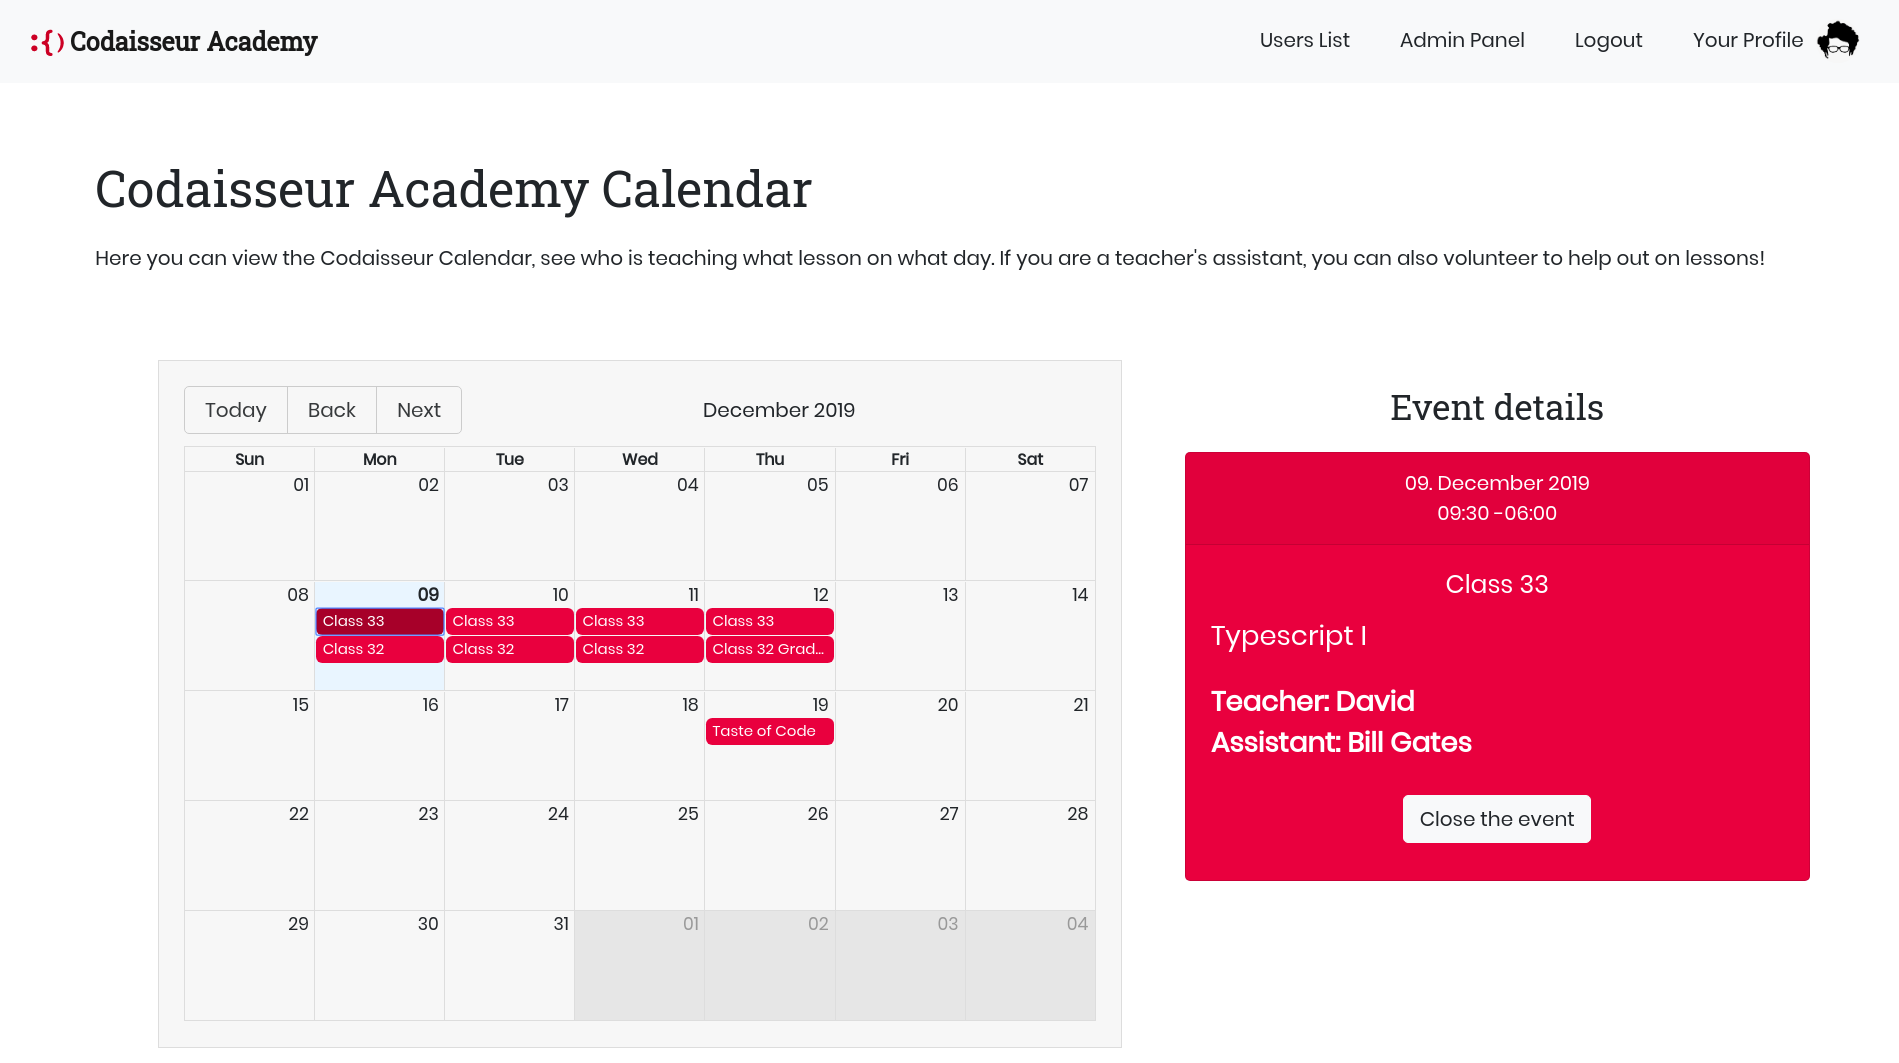 :{) Codaisseur Academy
Users List
Admin Panel
Logout
Your Profile
Codaisseur Academy Calendar
Here you can view the Codaisseur Calendar, see who is teaching what lesson on what day. If you are a teacher's assistant, you can also volunteer to help out on lessons!
Today Back Next
December 2019
Sun Mon Tue Wed Thu Fri Sat
01 02 03 04 05 06 07
08 09 10 11 12 13 14
Class 33 Class 33 Class 33 Class 33
Class 32 Class 32 Class 32 Class 32 Grad...
15 16 17 18 19 20 21
Taste of Code
22 23 24 25 26 27 28
29 30 31 01 02 03 04
Event details
09. December 2019
09:30 -06:00
Class 33
Typescript I
Teacher: David
Assistant: Bill Gates
Close the event